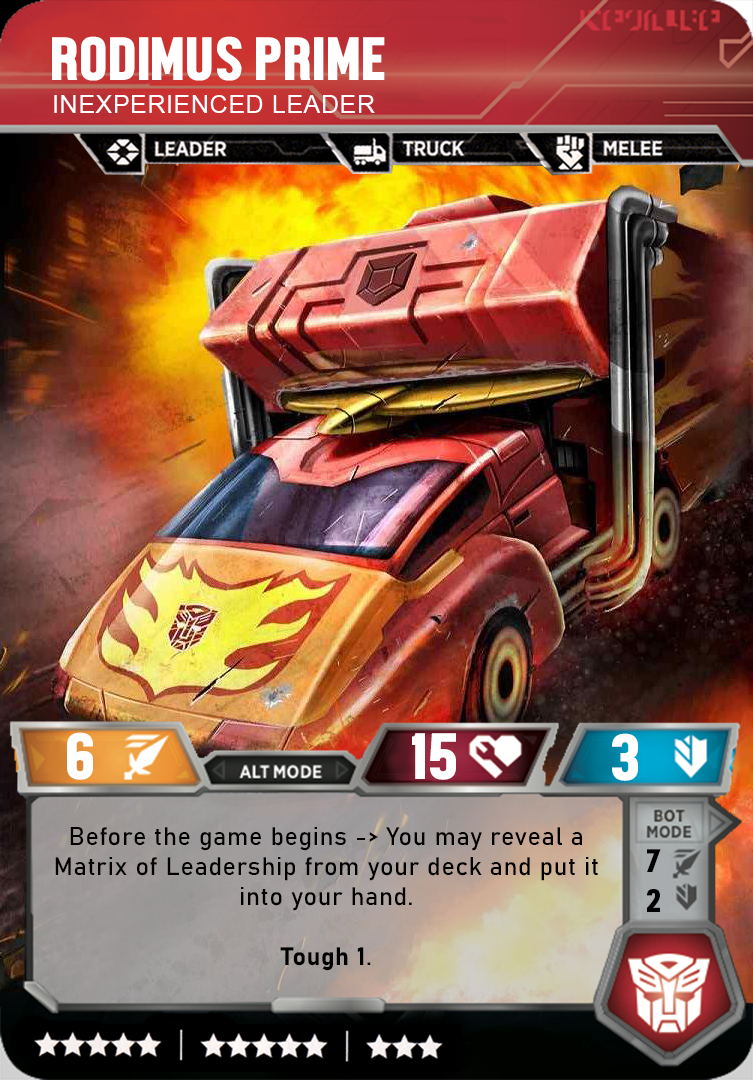 RODIMUS PRIME
INEXPERIENCED LEADER
LEADER TRUCK MELEE
6 ALT MODE 15 3
Before the game begins -> You may reveal a
Matrix of Leadership from your deck and put it
into your hand.
Tough 1.
BOT
MODE
7
2